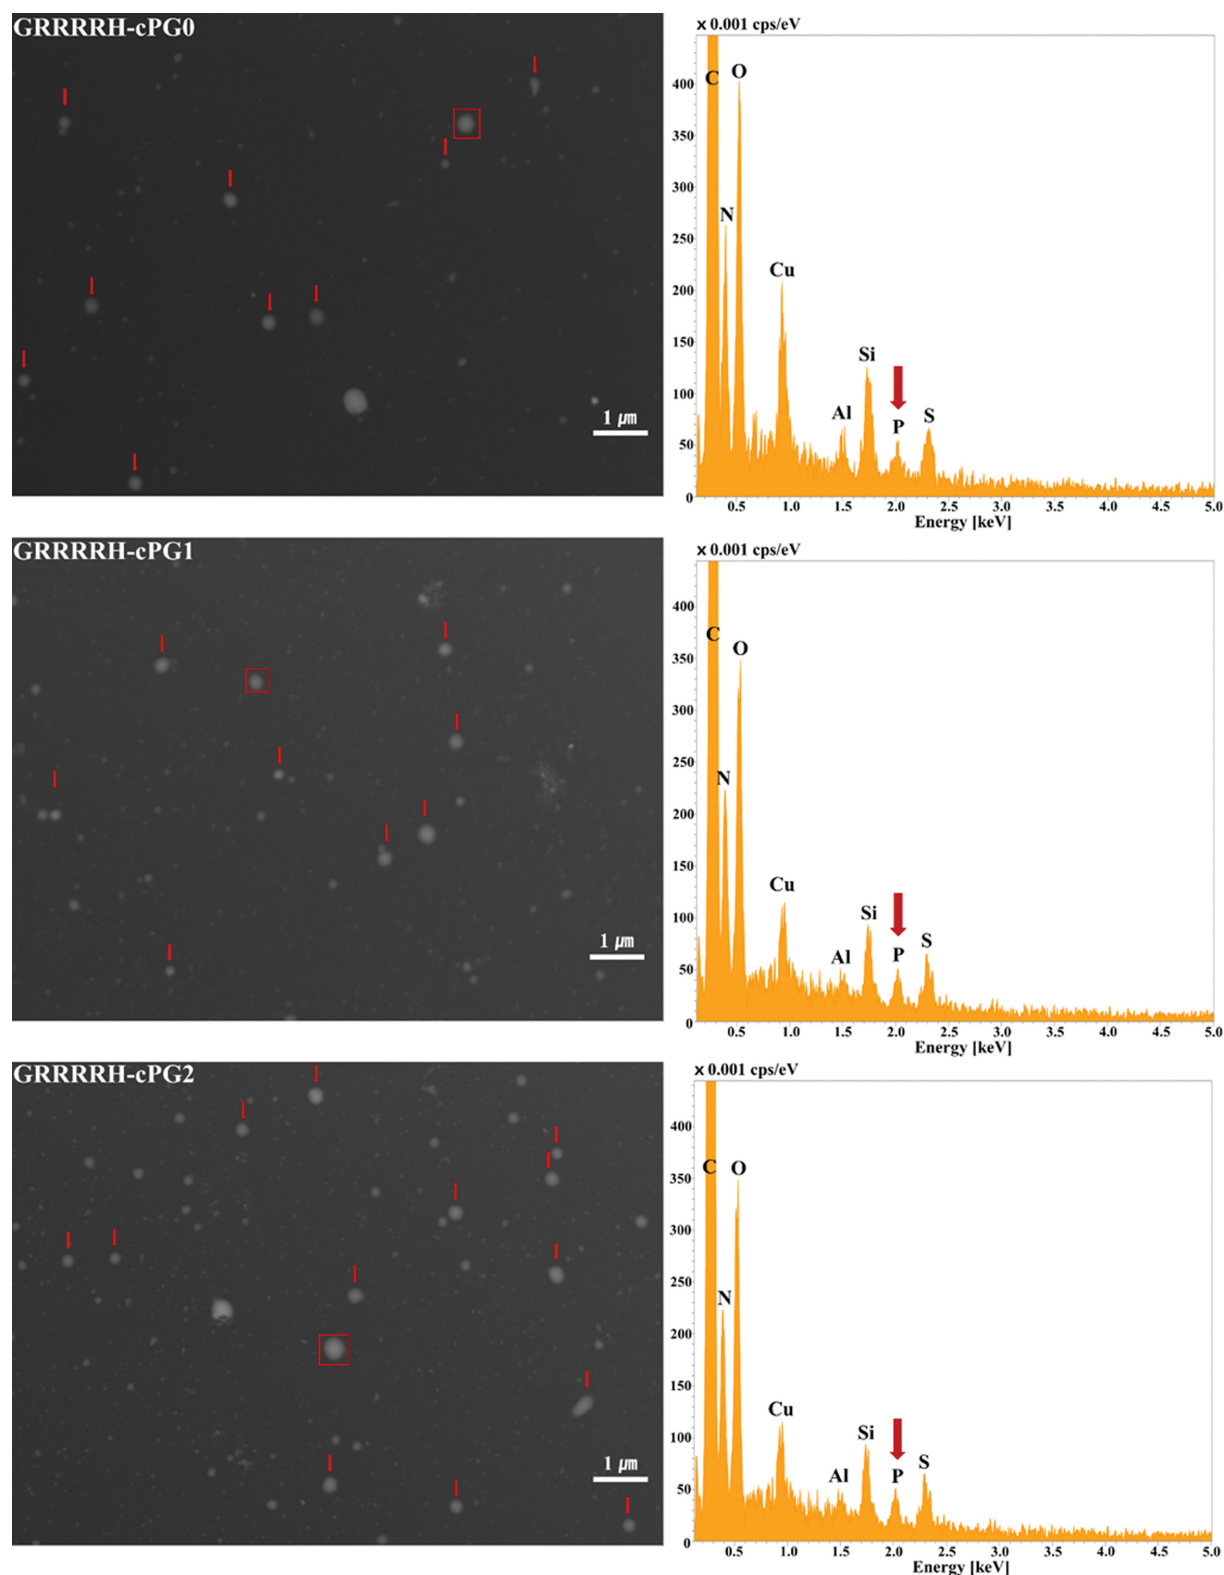 GRRRRH-cPG0
1 ㎛
x 0.001 cps/eV
400
350
300
250
200
150
100
50
0
C
O
N
Cu
Al
Si
P
S
0.5 1.0 1.5 2.0 2.5 3.0 3.5 4.0 4.5 5.0
Energy [keV]
GRRRRH-cPG1
1 ㎛
x 0.001 cps/eV
400
350
300
250
200
150
100
50
0
C
O
N
Cu
Al
Si
P
S
0.5 1.0 1.5 2.0 2.5 3.0 3.5 4.0 4.5 5.0
Energy [keV]
GRRRRH-cPG2
1 ㎛
x 0.001 cps/eV
400
350
300
250
200
150
100
50
0
C
O
N
Cu
Al
Si
P
S
0.5 1.0 1.5 2.0 2.5 3.0 3.5 4.0 4.5 5.0
Energy [keV]